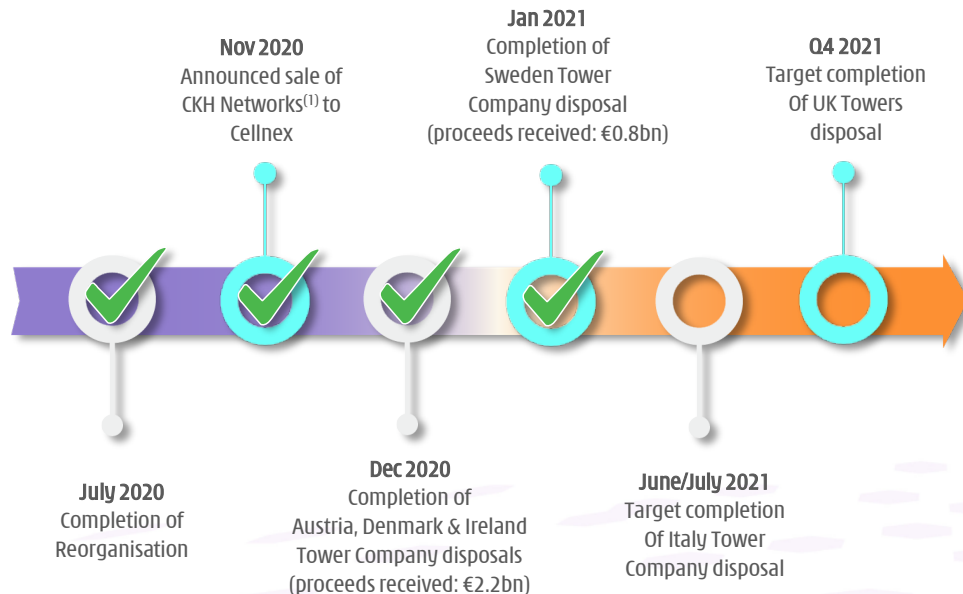 Nov 2020
Announced sale of
CKH Networks(1) to
Cellnex
Jan 2021
Completion of
Sweden Tower
Company disposal
(proceeds received: €0.8bn)
Q4 2021
Target completion
Of UK Towers
disposal
July 2020
Completion of
Reorganisation
Dec 2020
Completion of
Austria, Denmark & Ireland
Tower Company disposals
(proceeds received: €2.2bn)
June/July 2021
Target completion
Of Italy Tower
Company disposal